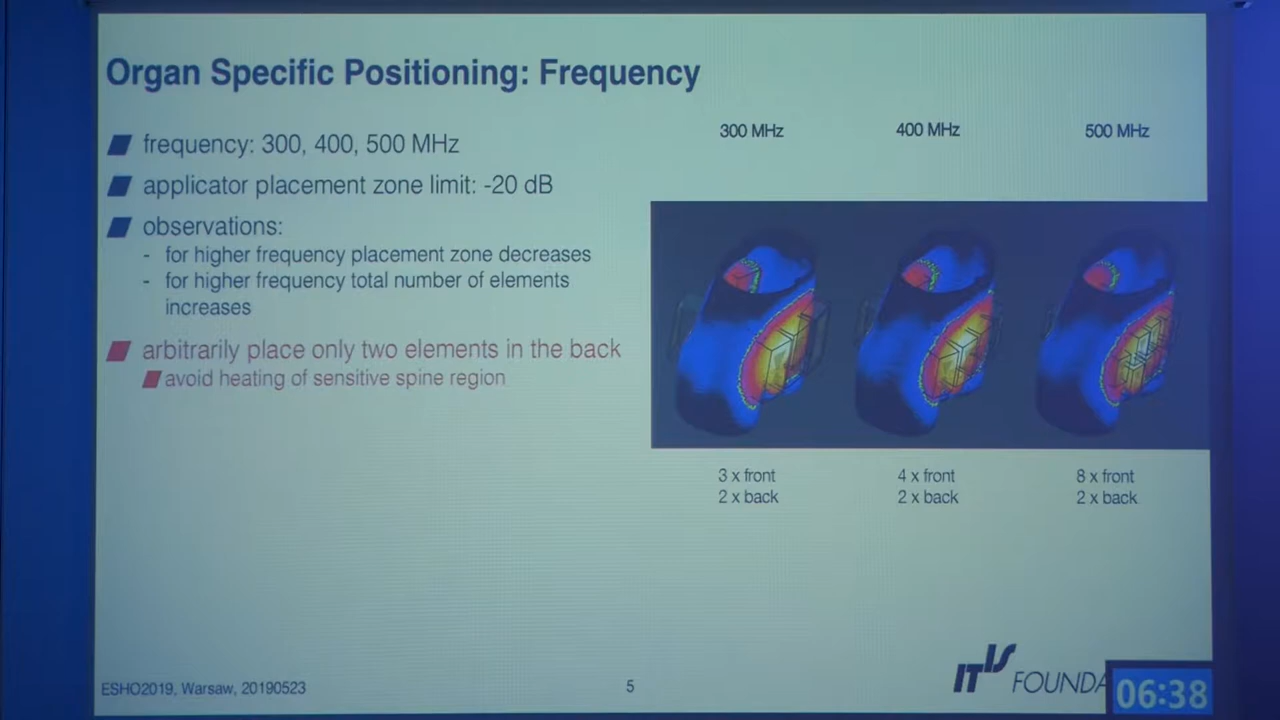 Organ Specific Positioning: Frequency
frequency: 300, 400, 500 MHz
applicator placement zone limit: -20 dB
observations:
- for higher frequency placement zone decreases
- for higher frequency total number of elements
increases
arbitrarily place only two elements in the back
avoid heating of sensitive spine region
300 MHz 400 MHz 500 MHz
3 x front 4 x front 8 x front
2 x back 2 x back 2 x back
ESHO2019, Warsaw, 20190523
5
IT'IS FOUNDA
06:38